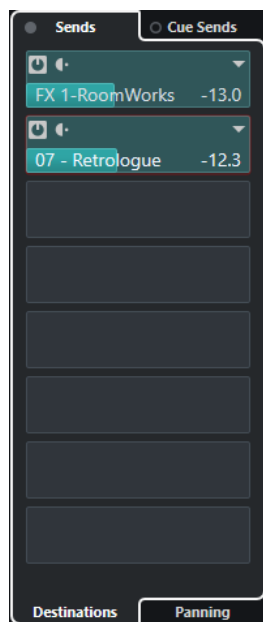 Sends Cue Sends
FX 1-RoomWorks -13.0
07 - Retrologue -12.3
Destinations Panning